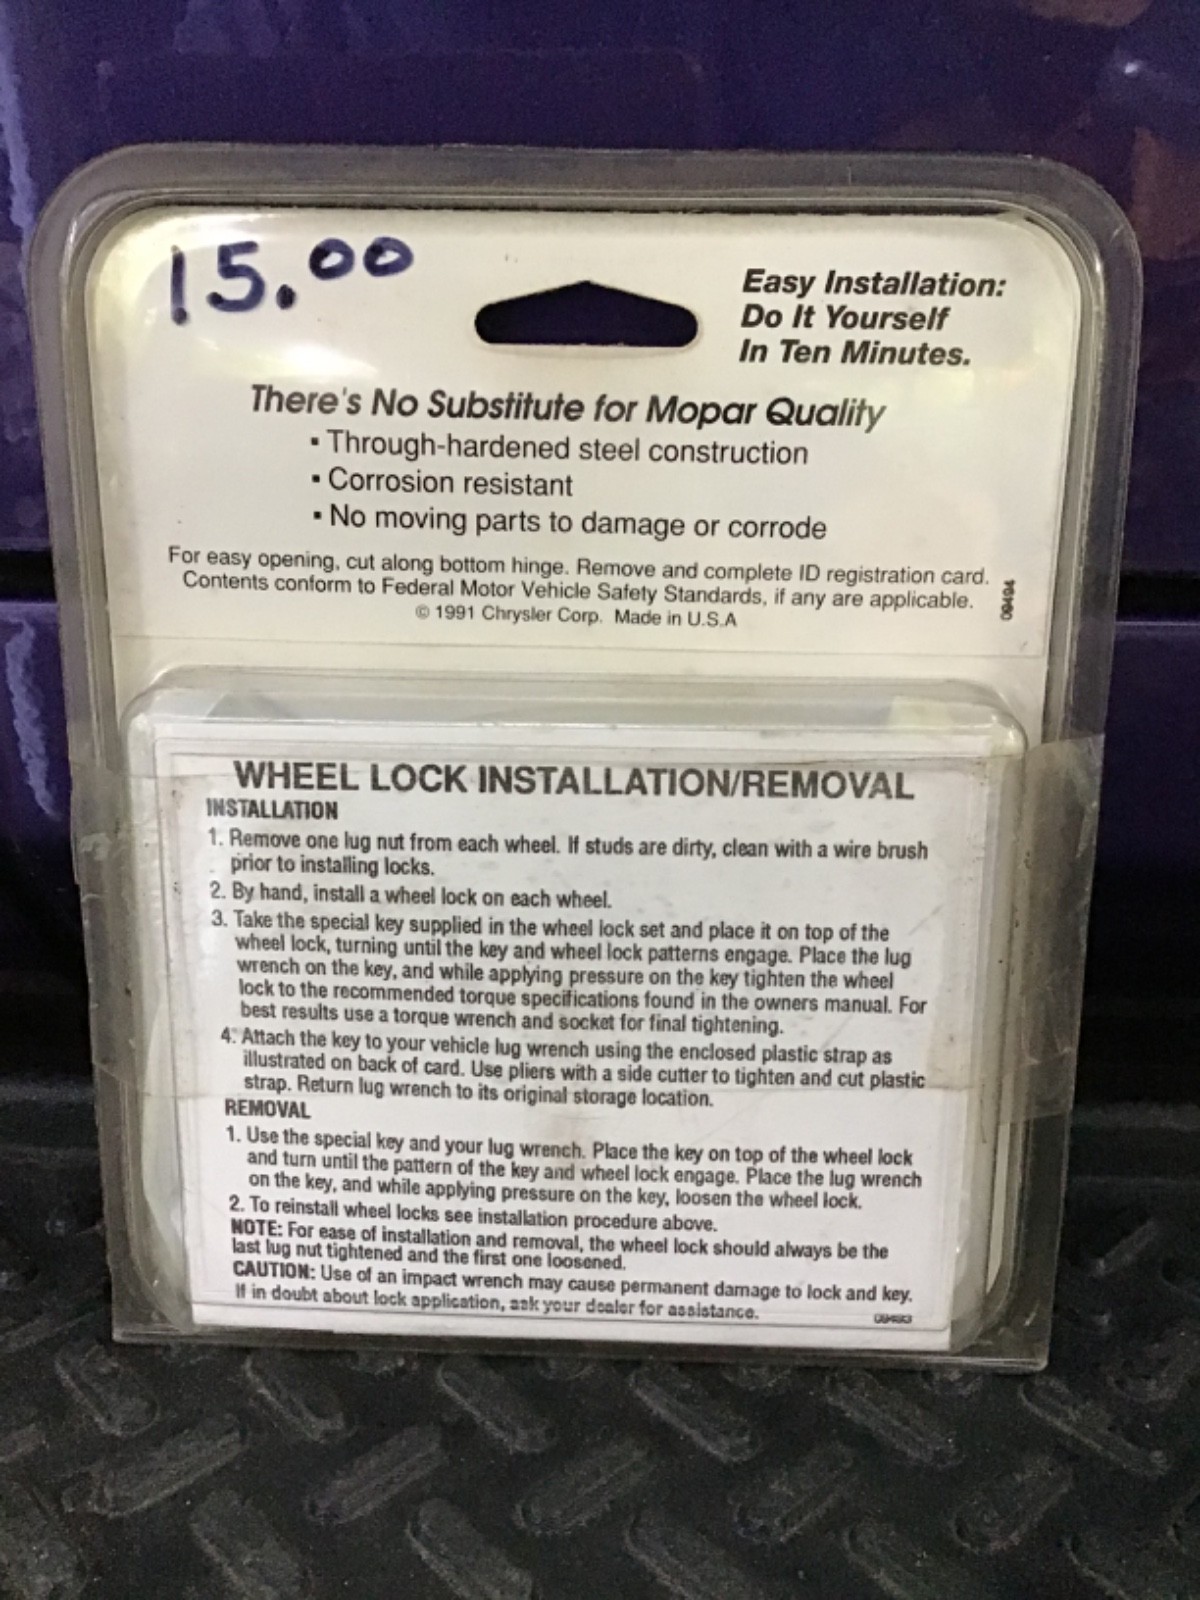 15.00
Easy Installation:
Do It Yourself
In Ten Minutes.
There's No Substitute for Mopar Quality
▪ Through-hardened steel construction
▪ Corrosion resistant
▪ No moving parts to damage or corrode
For easy opening, cut along bottom hinge. Remove and complete ID registration card.
Contents conform to Federal Motor Vehicle Safety Standards, if any are applicable.
© 1991 Chrysler Corp. Made in U.S.A
09494
WHEEL LOCK INSTALLATION/REMOVAL
INSTALLATION
1. Remove one lug nut from each wheel. If studs are dirty, clean with a wire brush
prior to installing locks.
2. By hand, install a wheel lock on each wheel.
3. Take the special key supplied in the wheel lock set and place it on top of the
wheel lock, turning until the key and wheel lock patterns engage. Place the lug
wrench on the key, and while applying pressure on the key tighten the wheel
lock to the recommended torque specifications found in the owners manual. For
best results use a torque wrench and socket for final tightening.
4. Attach the key to your vehicle lug wrench using the enclosed plastic strap as
illustrated on back of card. Use pliers with a side cutter to tighten and cut plastic
strap. Return lug wrench to its original storage location.
REMOVAL
1. Use the special key and your lug wrench. Place the key on top of the wheel lock
and turn until the pattern of the key and wheel lock engage. Place the lug wrench
on the key, and while applying pressure on the key, loosen the wheel lock.
2. To reinstall wheel locks see installation procedure above.
NOTE: For ease of installation and removal, the wheel lock should always be the
last lug nut tightened and the first one loosened.
CAUTION: Use of an impact wrench may cause permanent damage to lock and key.
If in doubt about lock application, ask your dealer for assistance.